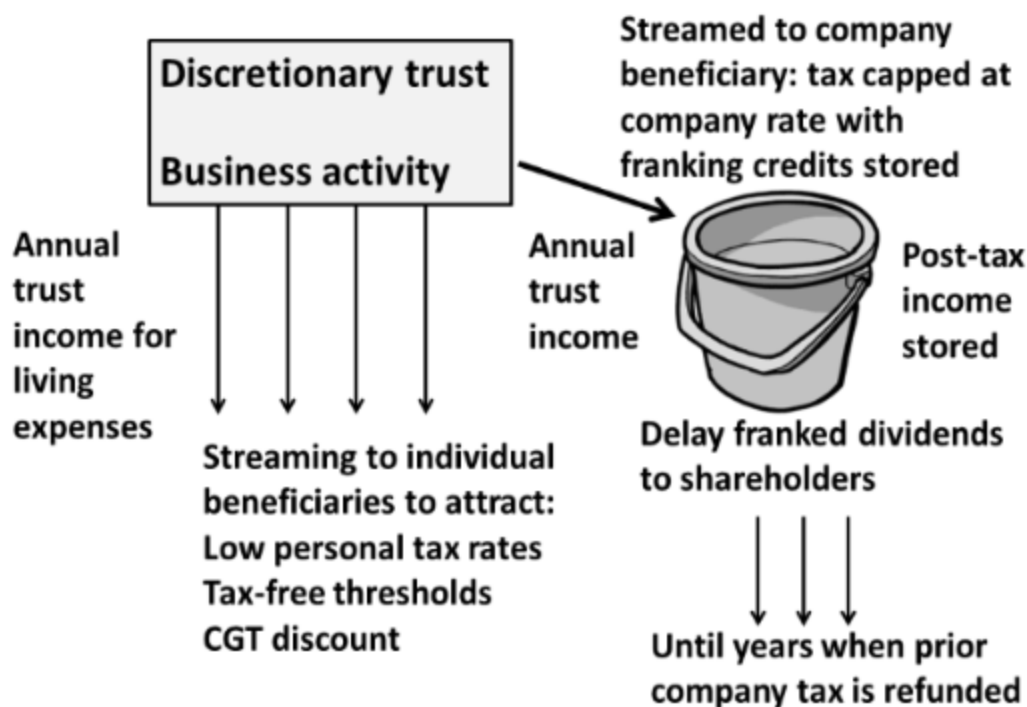 Discretionary trust
Business activity
Streamed to company
beneficiary: tax capped at
company rate with
franking credits stored
Annual
trust
income for
living
expenses
Annual
trust
income
Post-tax
income
stored
Streaming to individual
beneficiaries to attract:
Low personal tax rates
Tax-free thresholds
CGT discount
Delay franked dividends
to shareholders
Until years when prior
company tax is refunded